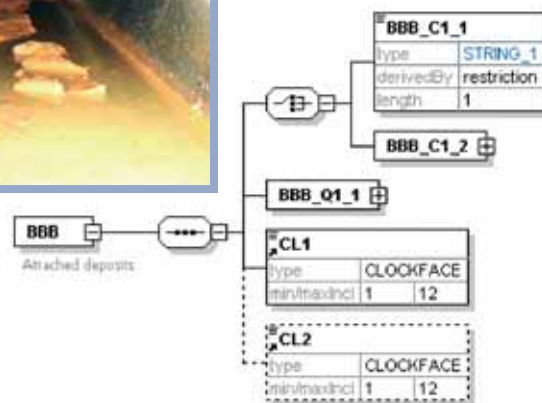 BBB_C1_1
type STRING_1
derivedBy restriction
length 1
BBB_C1_2
BBB_Q1_1
BBB
Attached deposits
CL1
type CLOCKFACE
min/maxIncl 1 12
CL2
type CLOCKFACE
min/maxIncl 1 12